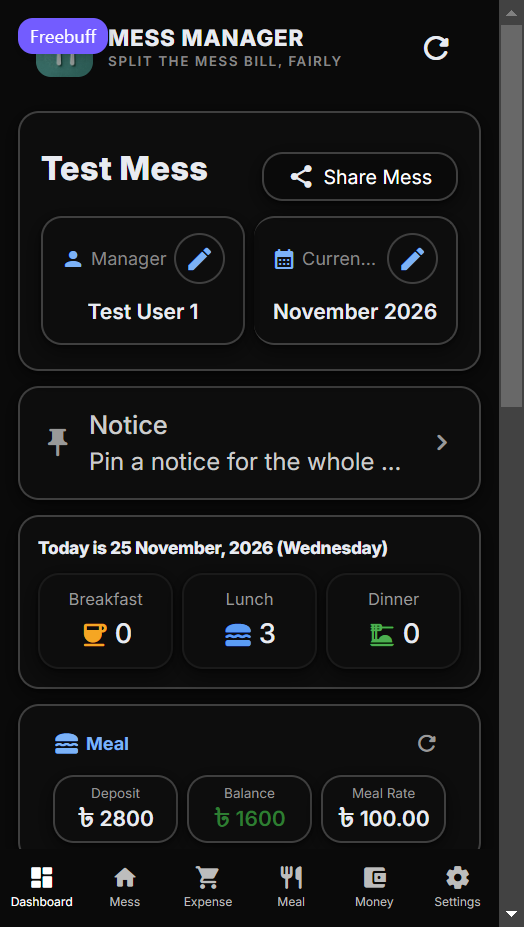 Freebuff
MESS MANAGER
SPLIT THE MESS BILL, FAIRLY
Test Mess
Share Mess
Manager
Test User 1
Curren...
November 2026
Notice
Pin a notice for the whole ...
Today is 25 November, 2026 (Wednesday)
Breakfast
0
Lunch
3
Dinner
0
Meal
Deposit
৳ 2800
Balance
৳ 1600
Meal Rate
৳ 100.00
Dashboard
Mess
Expense
Meal
Money
Settings